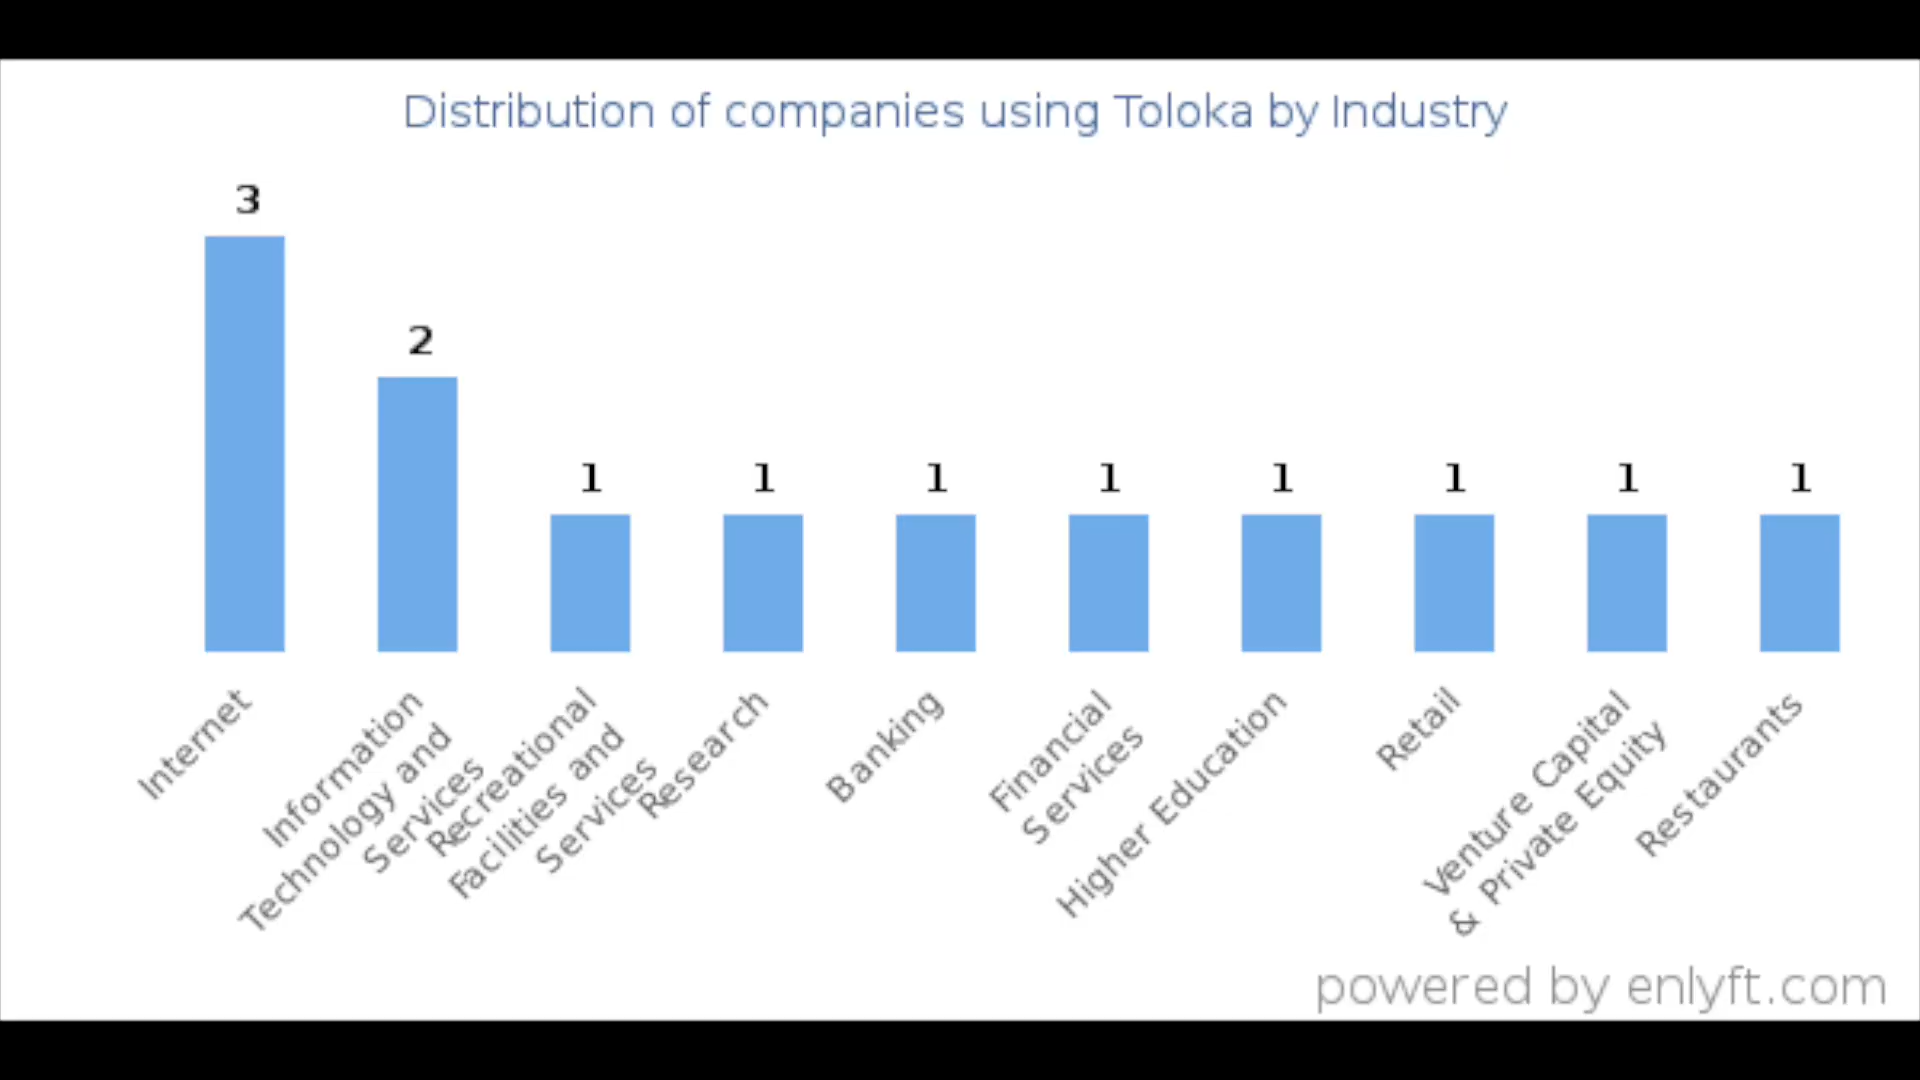 Distribution of companies using Toloka by Industry
3
2
1
1
1
1
1
1
1
1
Internet
Information
Technology and
Services
Recreational
Facilities and
Services
Research
Banking
Financial
Services
Higher Education
Retail
Venture Capital
& Private Equity
Restaurants
powered by enlyft.com